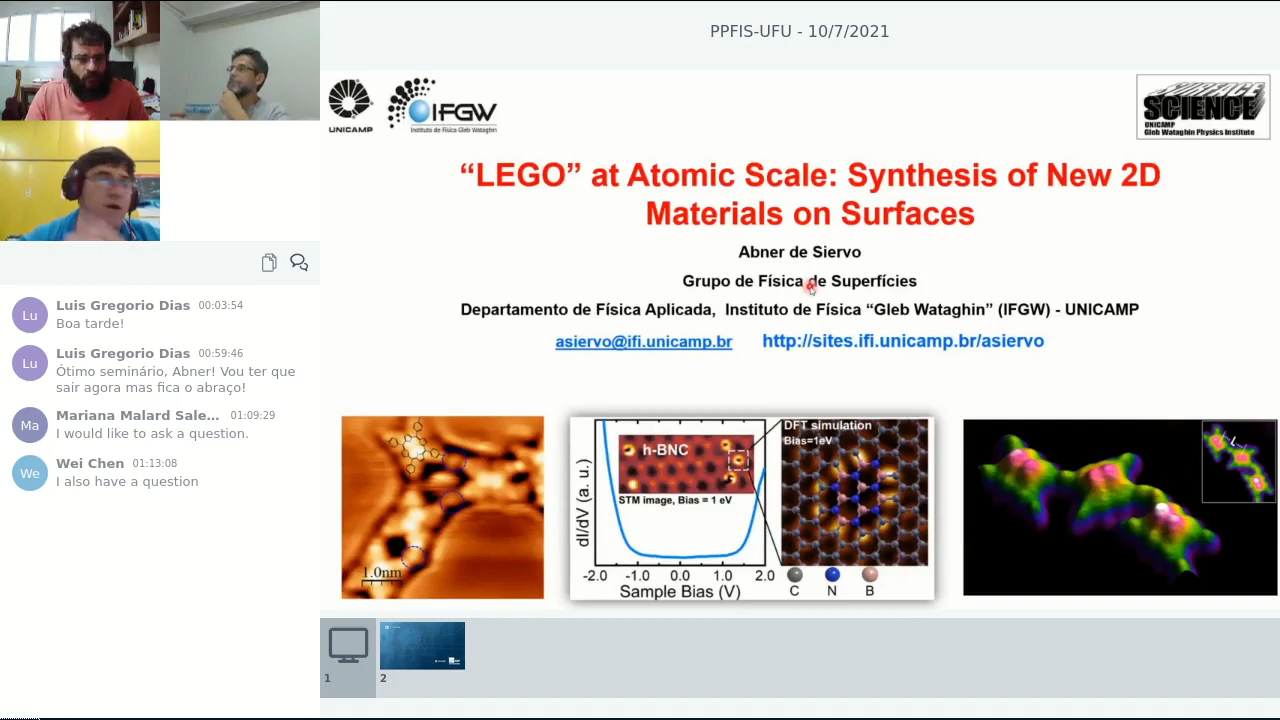 PPFIS-UFU - 10/7/2021
UNICAMP
IFGW
Instituto de Física Gleb Wataghin
SURFACE
SCIENCE
UNICAMP
Gleb Wataghin Physics Institute
“LEGO” at Atomic Scale: Synthesis of New 2D
Materials on Surfaces
Abner de Siervo
Grupo de Física de Superfícies
Departamento de Física Aplicada, Instituto de Física “Gleb Wataghin” (IFGW) - UNICAMP
asiervo@ifi.unicamp.br http://sites.ifi.unicamp.br/asiervo
1.0nm
dI/dV (a. u.)
h-BNC
STM image, Bias = 1 eV
-2.0 -1.0 0.0 1.0 2.0
Sample Bias (V)
DFT simulation
Bias=1eV
C N B
L
Lu
Luis Gregorio Dias 00:03:54
Boa tarde!
Lu
Luis Gregorio Dias 00:59:46
Ótimo seminário, Abner! Vou ter que
sair agora mas fica o abraço!
Ma
Mariana Malard Sale... 01:09:29
I would like to ask a question.
We
Wei Chen 01:13:08
I also have a question
1
2